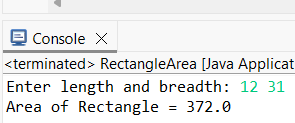 Console
<terminated> RectangleArea [Java Applicat
Enter length and breadth: 12 31
Area of Rectangle = 372.0